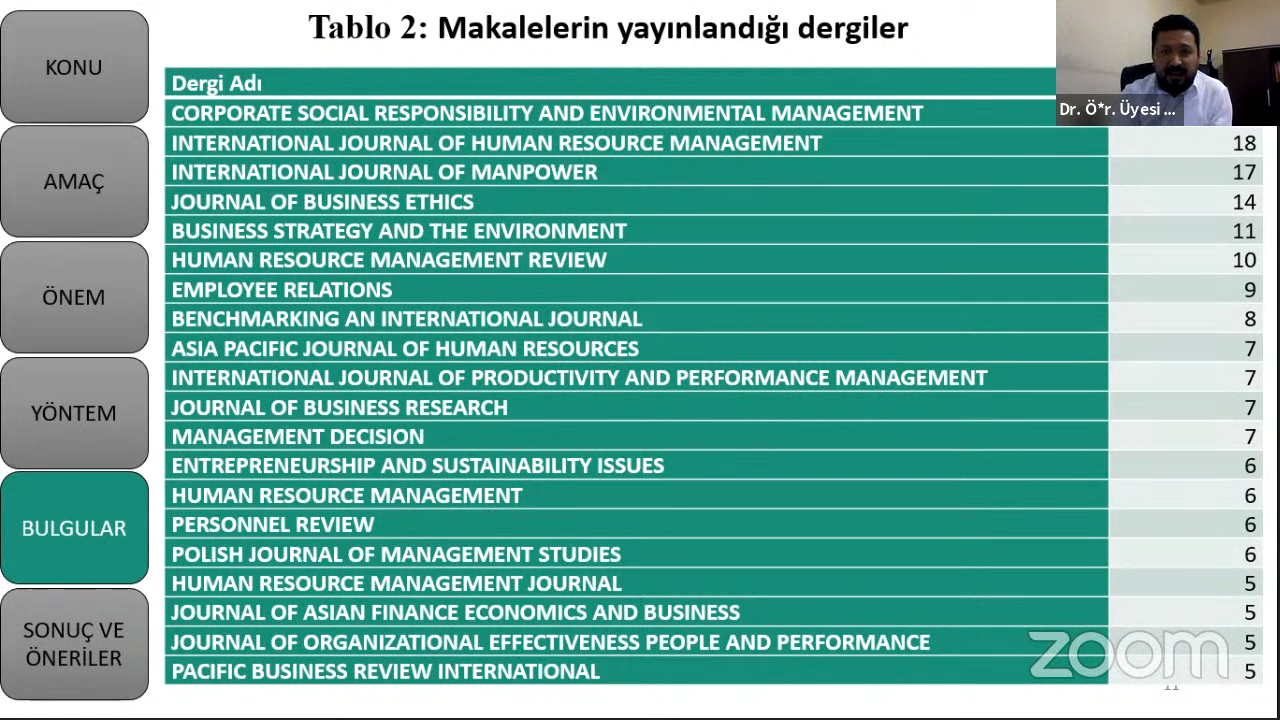 Tablo 2: Makalelerin yayınlandığı dergiler
KONU
AMAÇ
ÖNEM
YÖNTEM
BULGULAR
SONUÇ VE
ÖNERİLER
Dergi Adı
CORPORATE SOCIAL RESPONSIBILITY AND ENVIRONMENTAL MANAGEMENT
INTERNATIONAL JOURNAL OF HUMAN RESOURCE MANAGEMENT 18
INTERNATIONAL JOURNAL OF MANPOWER 17
JOURNAL OF BUSINESS ETHICS 14
BUSINESS STRATEGY AND THE ENVIRONMENT 11
HUMAN RESOURCE MANAGEMENT REVIEW 10
EMPLOYEE RELATIONS 9
BENCHMARKING AN INTERNATIONAL JOURNAL 8
ASIA PACIFIC JOURNAL OF HUMAN RESOURCES 7
INTERNATIONAL JOURNAL OF PRODUCTIVITY AND PERFORMANCE MANAGEMENT 7
JOURNAL OF BUSINESS RESEARCH 7
MANAGEMENT DECISION 7
ENTREPRENEURSHIP AND SUSTAINABILITY ISSUES 6
HUMAN RESOURCE MANAGEMENT 6
PERSONNEL REVIEW 6
POLISH JOURNAL OF MANAGEMENT STUDIES 6
HUMAN RESOURCE MANAGEMENT JOURNAL 5
JOURNAL OF ASIAN FINANCE ECONOMICS AND BUSINESS 5
JOURNAL OF ORGANIZATIONAL EFFECTIVENESS PEOPLE AND PERFORMANCE 5
PACIFIC BUSINESS REVIEW INTERNATIONAL 5
Dr. Ö*r. Üyesi ...
zoom
11